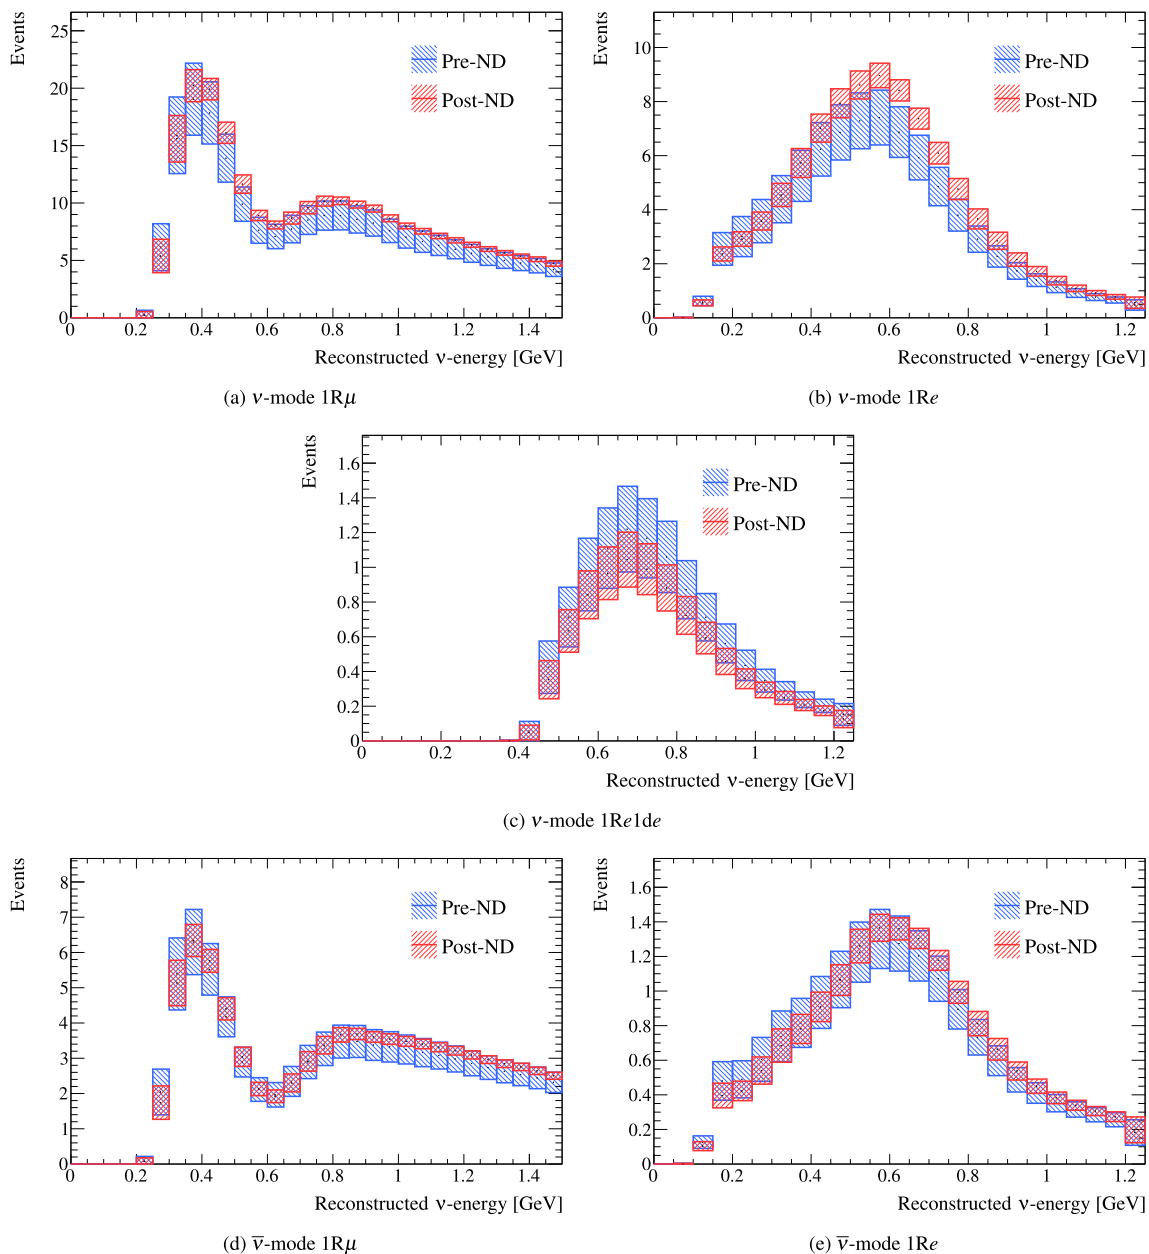 Events
25
20
15
10
5
0
Pre-ND
Post-ND
0 0.2 0.4 0.6 0.8 1 1.2 1.4
Reconstructed ν-energy [GeV]
(a) ν-mode 1Rμ
Events
10
8
6
4
2
0
Pre-ND
Post-ND
0 0.2 0.4 0.6 0.8 1 1.2
Reconstructed ν-energy [GeV]
(b) ν-mode 1Re
Events
1.6
1.4
1.2
1
0.8
0.6
0.4
0.2
0
Pre-ND
Post-ND
0 0.2 0.4 0.6 0.8 1 1.2
Reconstructed ν-energy [GeV]
(c) ν-mode 1Re1de
Events
8
7
6
5
4
3
2
1
0
Pre-ND
Post-ND
0 0.2 0.4 0.6 0.8 1 1.2 1.4
Reconstructed ν-energy [GeV]
(d) ν̅-mode 1Rμ
Events
1.6
1.4
1.2
1
0.8
0.6
0.4
0.2
0
Pre-ND
Post-ND
0 0.2 0.4 0.6 0.8 1 1.2
Reconstructed ν-energy [GeV]
(e) ν̅-mode 1Re